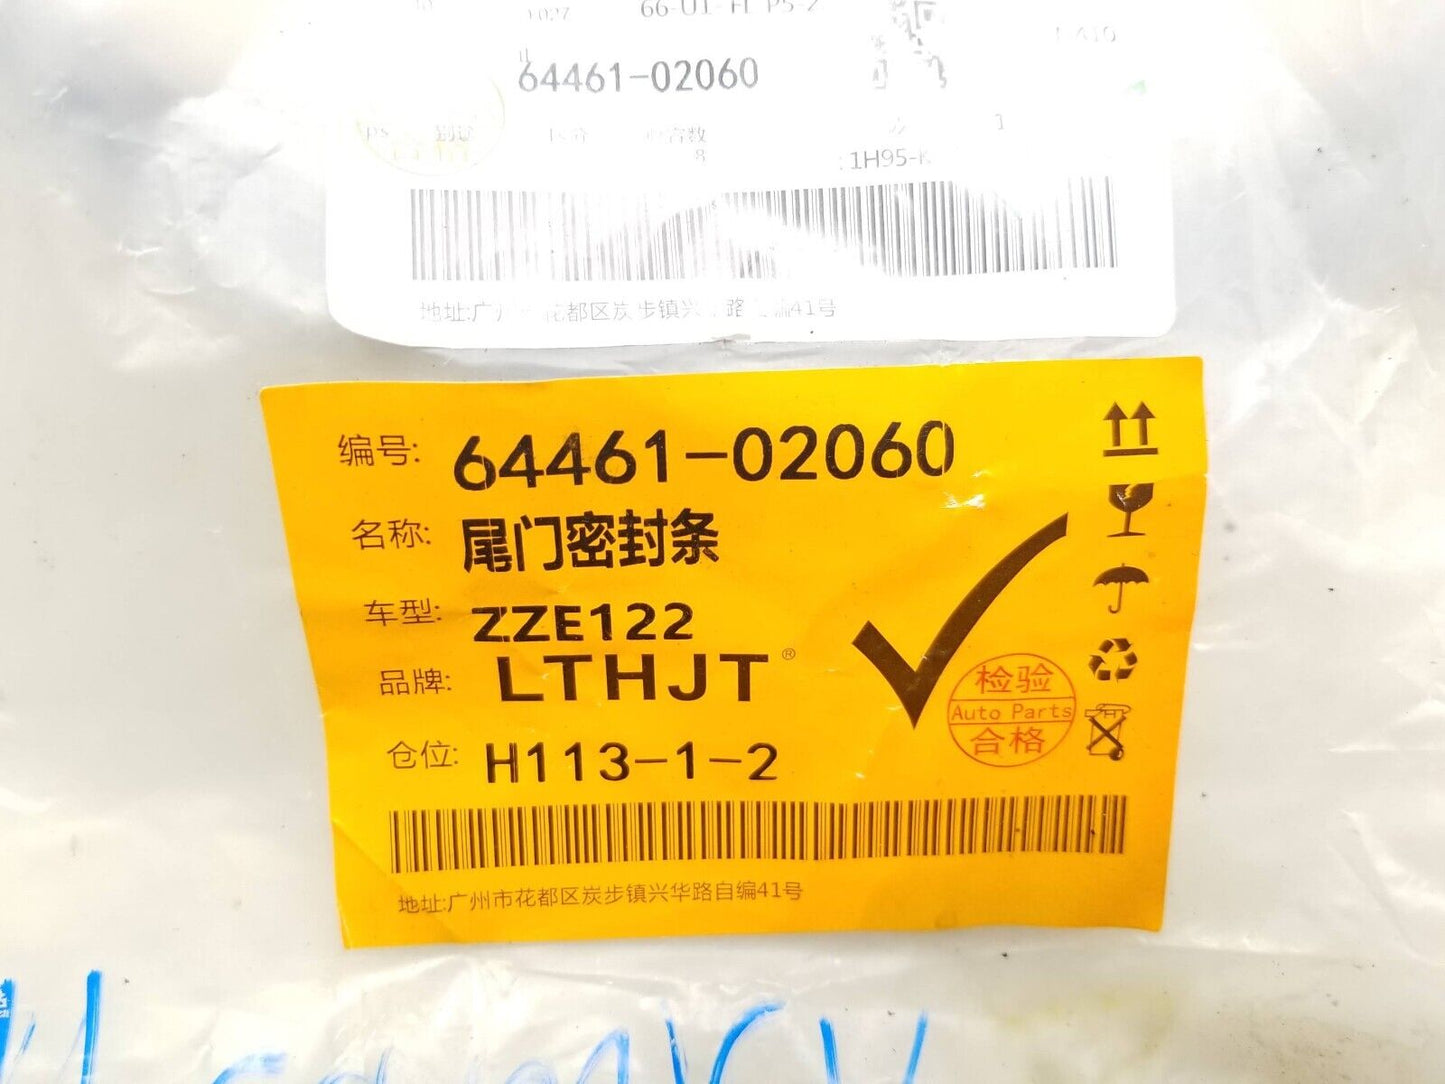 64461-02060
容数
8
1H95-K
地址:广州 花都区炭步镇兴 路 编41号
编号: 64461-02060
名称: 尾门密封条
车型: ZZE122
品牌: LTHJT®
仓位: H113-1-2
检验
Auto Parts
合格
地址:广州市花都区炭步镇兴华路自编41号